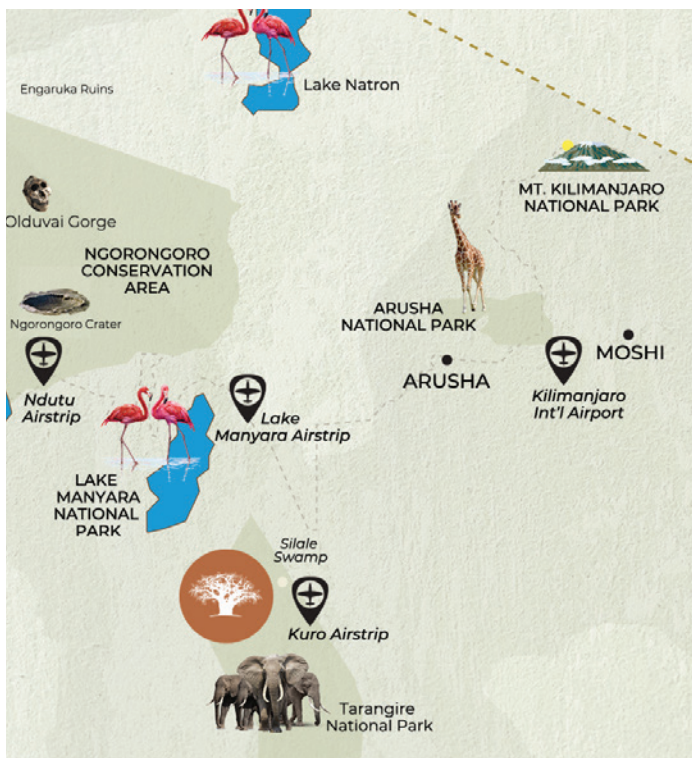 Lake Natron
Engaruka Ruins
MT. KILIMANJARO
NATIONAL PARK
Olduvai Gorge
NGORONGORO
CONSERVATION
AREA
Ngorongoro Crater
ARUSHA
NATIONAL PARK
MOSHI
ARUSHA
Kilimanjaro
Int'l Airport
Ndutu
Airstrip
Lake
Manyara Airstrip
LAKE
MANYARA
NATIONAL
PARK
Silale
Swamp
Kuro Airstrip
Tarangire
National Park